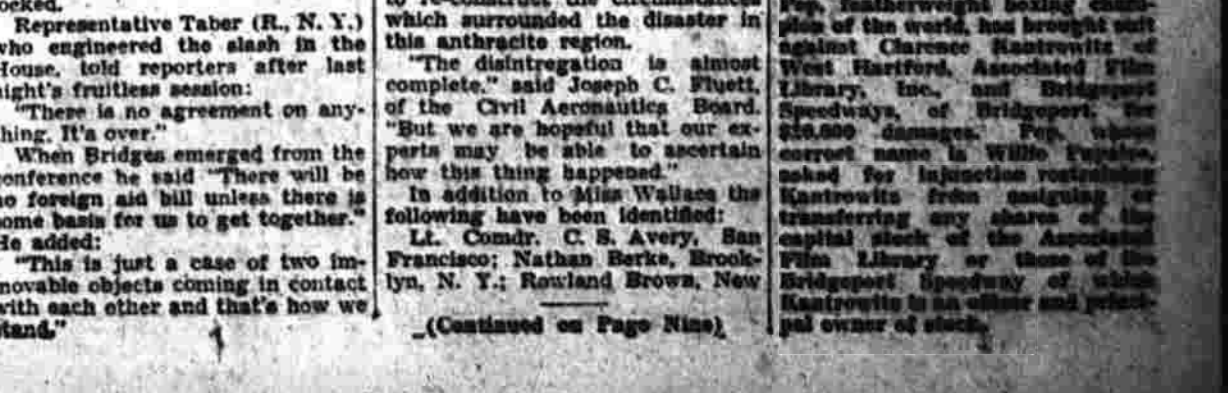 ocked.
Representative Taber (R., N. Y.)
who engineered the slash in the
House, told reporters after last
night's fruitless session:
"There is no agreement on any-
thing. It's over."
When Bridges emerged from the
conference he said "There will be
no foreign aid bill unless there is
some basis for us to get together."
He added:
"This is just a case of two im-
movable objects coming in contact
with each other and that's how we
stand."
to re-construct the circumstances
which surrounded the disaster in
this anthracite region.
"The disintegration is almost
complete," said Joseph C. Fluett,
of the Civil Aeronautics Board.
"But we are hopeful that our ex-
perts may be able to ascertain
how this thing happened."
In addition to Miss Wallace the
following have been identified:
Lt. Comdr. C. S. Avery, San
Francisco; Nathan Berke, Brook-
lyn, N. Y.; Rowland Brown, New
(Continued on Page Nine)
Pep, featherweight boxing cham-
pion of the world, has brought suit
against Clarence Kantrowitz of
West Hartford, Associated Film
Library, Inc., and Bridgeport
Speedways, of Bridgeport, for
damages. Pep, whose
correct name is Willie
asked for injunction restraining
Kantrowitz from assigning or
transferring any shares of the
capital stock of the Associated
Film Library or those of the
Bridgeport Speedway of which
Kantrowitz is an officer and princi-
pal owner of stock.